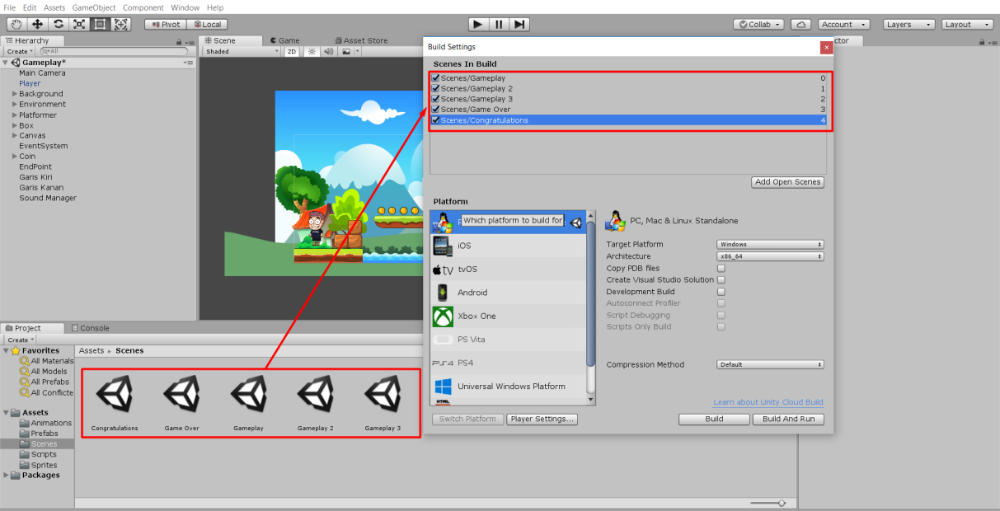 File Edit Assets GameObject Component Window Help
Pivot Local Collab Account Layers Layout
Hierarchy
Create All
Gameplay*
Main Camera
Player
Background
Environment
Platformer
Box
Canvas
EventSystem
Coin
EndPoint
Garis Kiri
Garis Kanan
Sound Manager
Scene Game Asset Store
Shaded 2D
Build Settings
Scenes In Build
Scenes/Gameplay 0
Scenes/Gameplay 2 1
Scenes/Gameplay 3 2
Scenes/Game Over 3
Scenes/Congratulations 4
Add Open Scenes
Platform
Which platform to build for
iOS
tv tvOS
Android
Xbox One
PS Vita
PS4 PS4
Universal Windows Platform
HTML
PC, Mac & Linux Standalone
Target Platform Windows
Architecture x86_64
Copy PDB files
Create Visual Studio Solution
Development Build
Autoconnect Profiler
Script Debugging
Scripts Only Build
Compression Method Default
Learn about Unity Cloud Build
Switch Platform Player Settings... Build Build And Run
ctor
Project Console
Create
Favorites
All Materials
All Models
All Prefabs
All Conflicte
Assets
Animations
Prefabs
Scenes
Scripts
Sprites
Packages
Assets ▸ Scenes
Congratulations Game Over Gameplay Gameplay 2 Gameplay 3